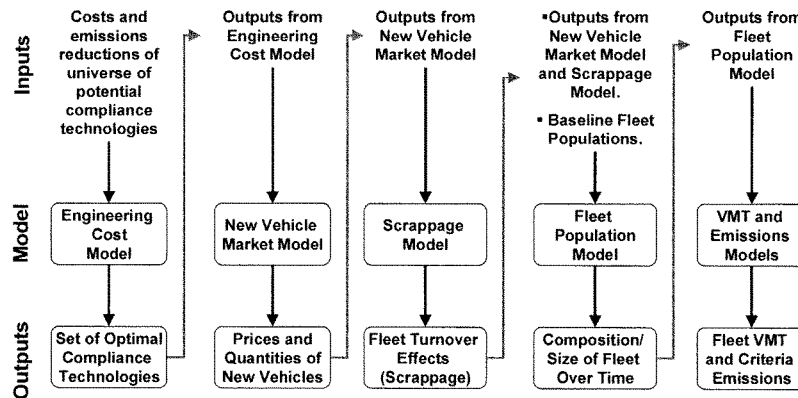 Inputs
Costs and
emissions
reductions of
universe of
potential
compliance
technologies
Outputs from
Engineering
Cost Model
Outputs from
New Vehicle
Market Model
▪Outputs from
New Vehicle
Market Model
and Scrappage
Model.
▪ Baseline Fleet
Populations.
Outputs from
Fleet
Population
Model
Model
Engineering
Cost
Model
New Vehicle
Market Model
Scrappage
Model
Fleet
Population
Model
VMT and
Emissions
Models
Outputs
Set of Optimal
Compliance
Technologies
Prices and
Quantities of
New Vehicles
Fleet Turnover
Effects
(Scrappage)
Composition/
Size of Fleet
Over Time
Fleet VMT
and Criteria
Emissions